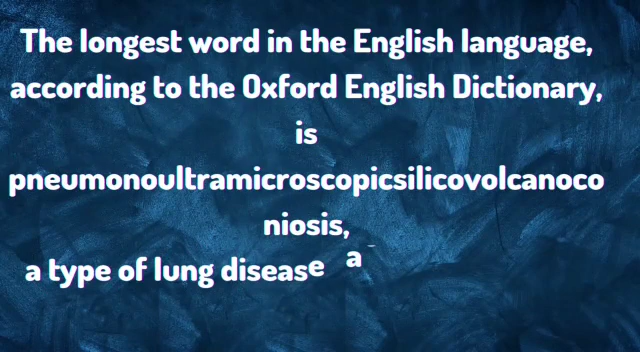 The longest word in the English language,
according to the Oxford English Dictionary,
is
pneumonoultramicroscopicsilicovolcanoco
niosis,
a type of lung disease a